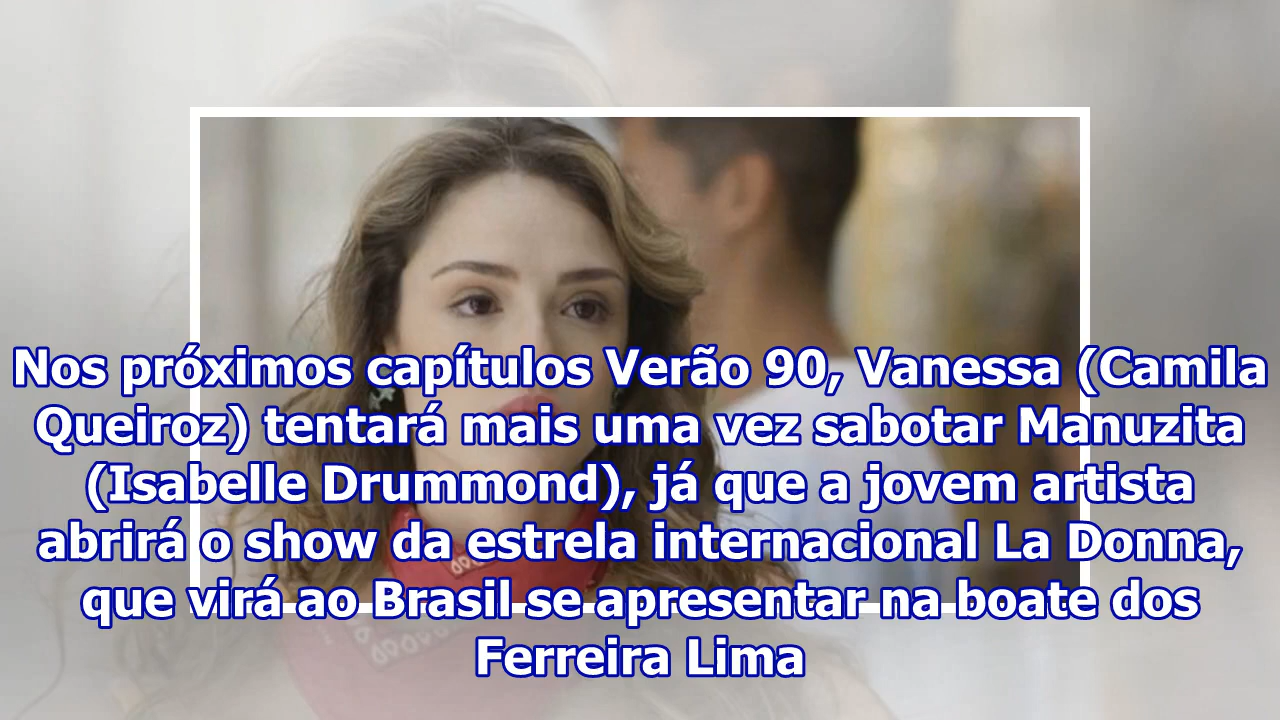 Nos próximos capítulos Verão 90, Vanessa (Camila
Queiroz) tentará mais uma vez sabotar Manuzita
(Isabelle Drummond), já que a jovem artista
abrirá o show da estrela internacional La Donna,
que virá ao Brasil se apresentar na boate dos
Ferreira Lima